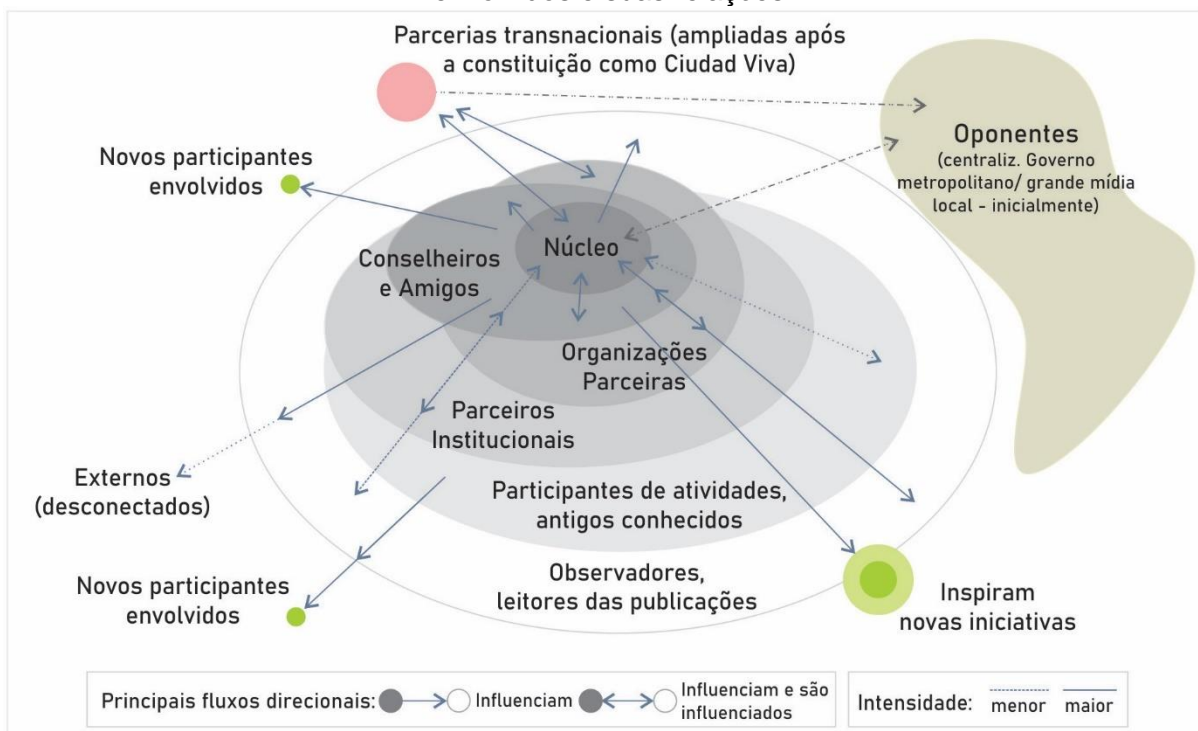 Parcerias transnacionais (ampliadas após
a constituição como Ciudad Viva)
Novos participantes
envolvidos
Oponentes
(centraliz. Governo
metropolitano/ grande mídia
local - inicialmente)
Núcleo
Conselheiros
e Amigos
Organizações
Parceiras
Parceiros
Institucionais
Externos
(desconectados)
Participantes de atividades,
antigos conhecidos
Novos participantes
envolvidos
Observadores,
leitores das publicações
Inspiram
novas iniciativas
Principais fluxos direcionais: Influenciam Influenciam e são
influenciados
Intensidade: menor maior